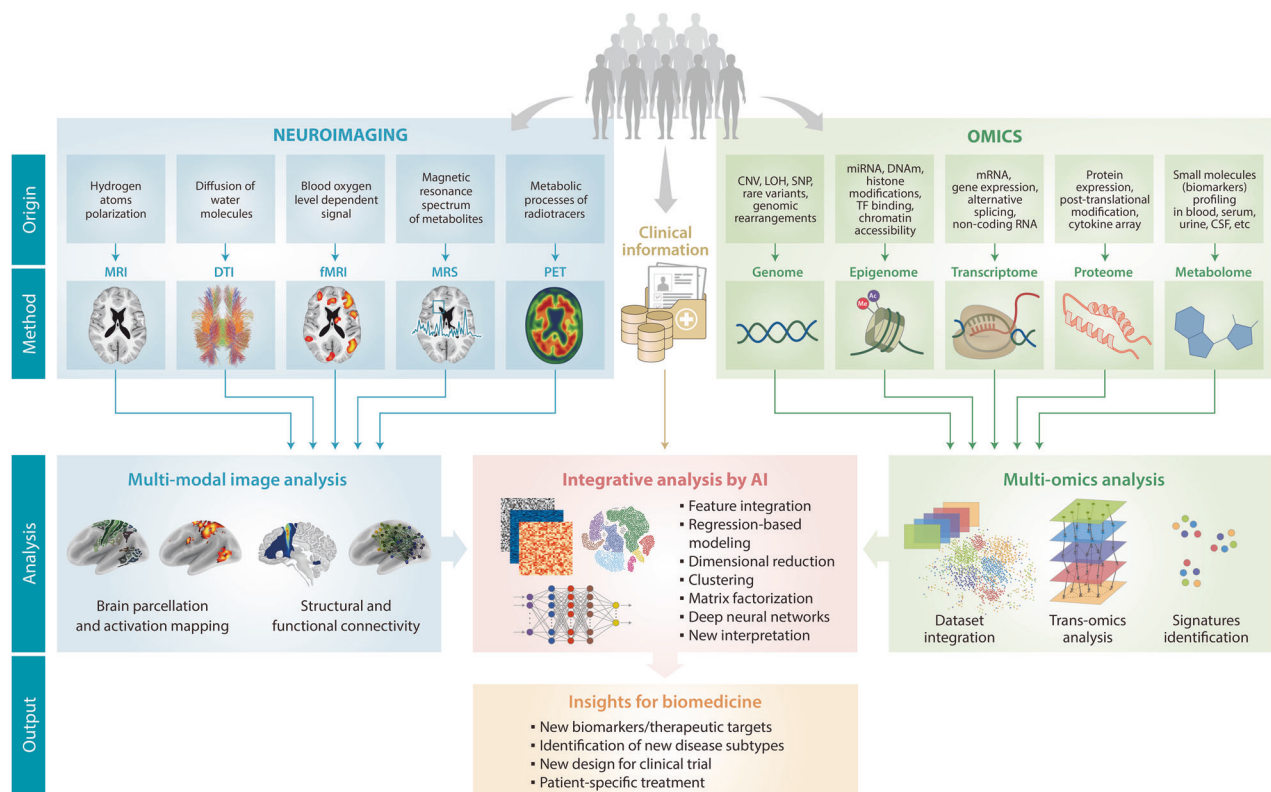 NEUROIMAGING
OMICS
Origin
Hydrogen
atoms
polarization
Diffusion of
water
molecules
Blood oxygen
level dependent
signal
Magnetic
resonance
spectrum
of metabolites
Metabolic
processes of
radiotracers
Clinical
information
CNV, LOH, SNP,
rare variants,
genomic
rearrangements
miRNA, DNAm,
histone
modifications,
TF binding,
chromatin
accessibility
mRNA,
gene expression,
alternative
splicing,
non-coding RNA
Protein
expression,
post-translational
modification,
cytokine array
Small molecules
(biomarkers)
profiling
in blood, serum,
urine, CSF, etc
Method
MRI
DTI
fMRI
MRS
PET
Genome
Epigenome
Transcriptome
Proteome
Metabolome
Me
Ac
Analysis
Multi-modal image analysis
Brain parcellation
and activation mapping
Structural and
functional connectivity
Integrative analysis by AI
▪ Feature integration
▪ Regression-based
modeling
▪ Dimensional reduction
▪ Clustering
▪ Matrix factorization
▪ Deep neural networks
▪ New interpretation
Multi-omics analysis
Dataset
integration
Trans-omics
analysis
Signatures
identification
Output
Insights for biomedicine
▪ New biomarkers/therapeutic targets
▪ Identification of new disease subtypes
▪ New design for clinical trial
▪ Patient-specific treatment